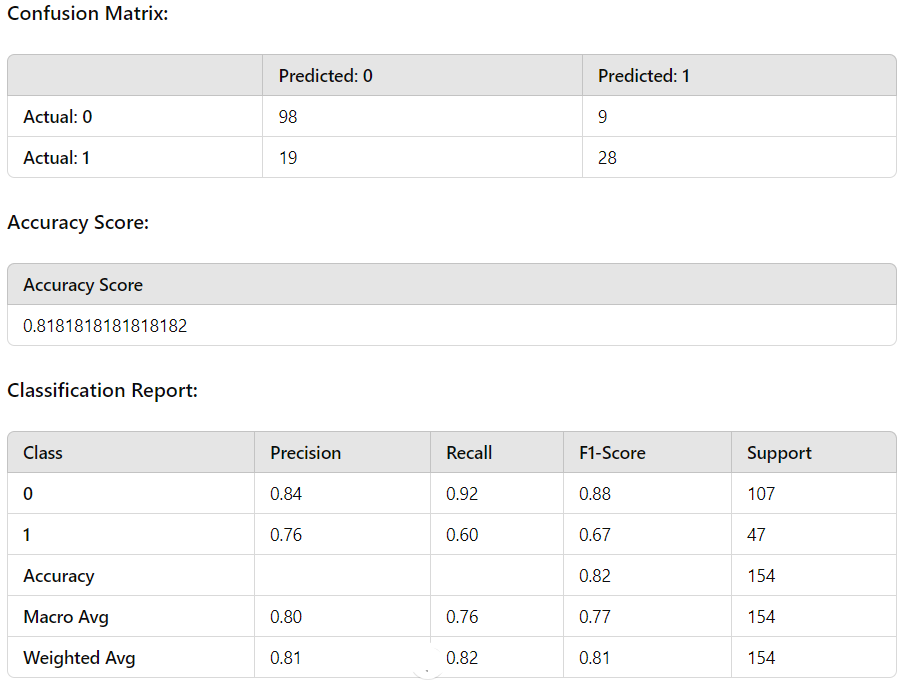 Confusion Matrix:
Predicted: 0 Predicted: 1
Actual: 0 98 9
Actual: 1 19 28
Accuracy Score:
Accuracy Score
0.8181818181818182
Classification Report:
Class Precision Recall F1-Score Support
0 0.84 0.92 0.88 107
1 0.76 0.60 0.67 47
Accuracy 0.82 154
Macro Avg 0.80 0.76 0.77 154
Weighted Avg 0.81 0.82 0.81 154